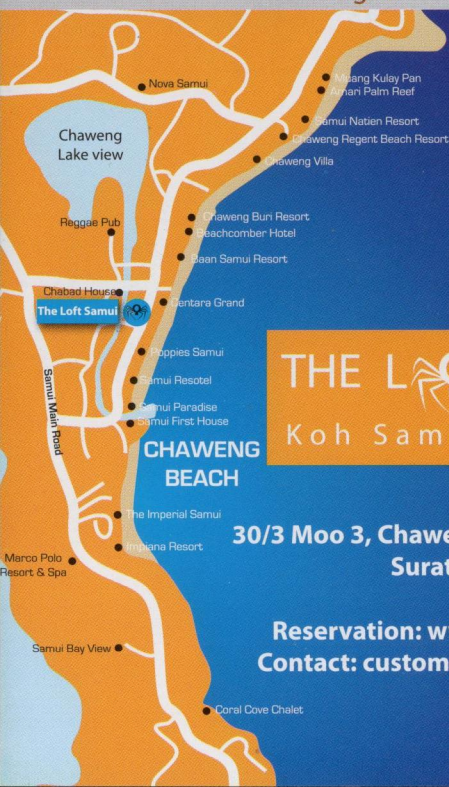 Muang Kulay Pan
Nova Samui
Amari Palm Reef
Samui Natien Resort
Chaweng Regent Beach Resort
Chaweng
Lake view
Chaweng Villa
Chaweng Buri Resort
Reggae Pub
Beachcomber Hotel
Baan Samui Resort
Chabad House
Centara Grand
The Loft Samui
Poppies Samui
THE L
Samui Resotel
Samui Main Road
Samui Paradise
Samui First House
Koh Sam
CHAWENG
BEACH
The Imperial Samui
30/3 Moo 3, Chawe
Impiana Resort
Marco Polo
Resort & Spa
Surat
Reservation: w
Samui Bay View
Contact: custom
Coral Cove Chalet